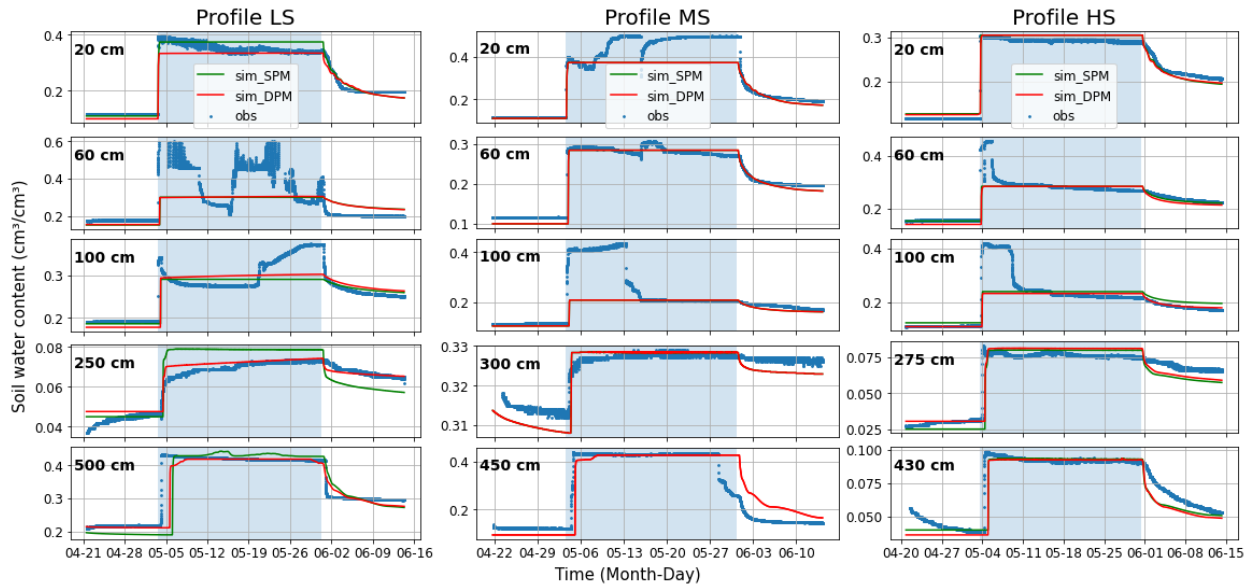 Profile LS
Profile MS
Profile HS
Soil water content (cm³/cm³)
20 cm
0.2
0.3
sim_SPM
sim_DPM
obs
60 cm
0.2
0.4
0.6
100 cm
0.2
0.3
250 cm
0.04
0.06
0.08
500 cm
0.2
0.3
0.4
04-21 04-28 05-05 05-12 05-19 05-26 06-02 06-09 06-16
20 cm
0.2
0.4
sim_SPM
sim_DPM
obs
60 cm
0.1
0.2
0.3
100 cm
0.2
0.4
300 cm
0.31
0.32
0.33
450 cm
0.2
0.4
04-22 04-29 05-06 05-13 05-20 05-27 06-03 06-10
20 cm
0.2
0.3
sim_SPM
sim_DPM
obs
60 cm
0.2
0.4
100 cm
0.2
0.4
275 cm
0.025
0.050
0.075
430 cm
0.050
0.100
04-20 04-27 05-04 05-11 05-18 05-25 06-01 06-08 06-15
Time (Month-Day)